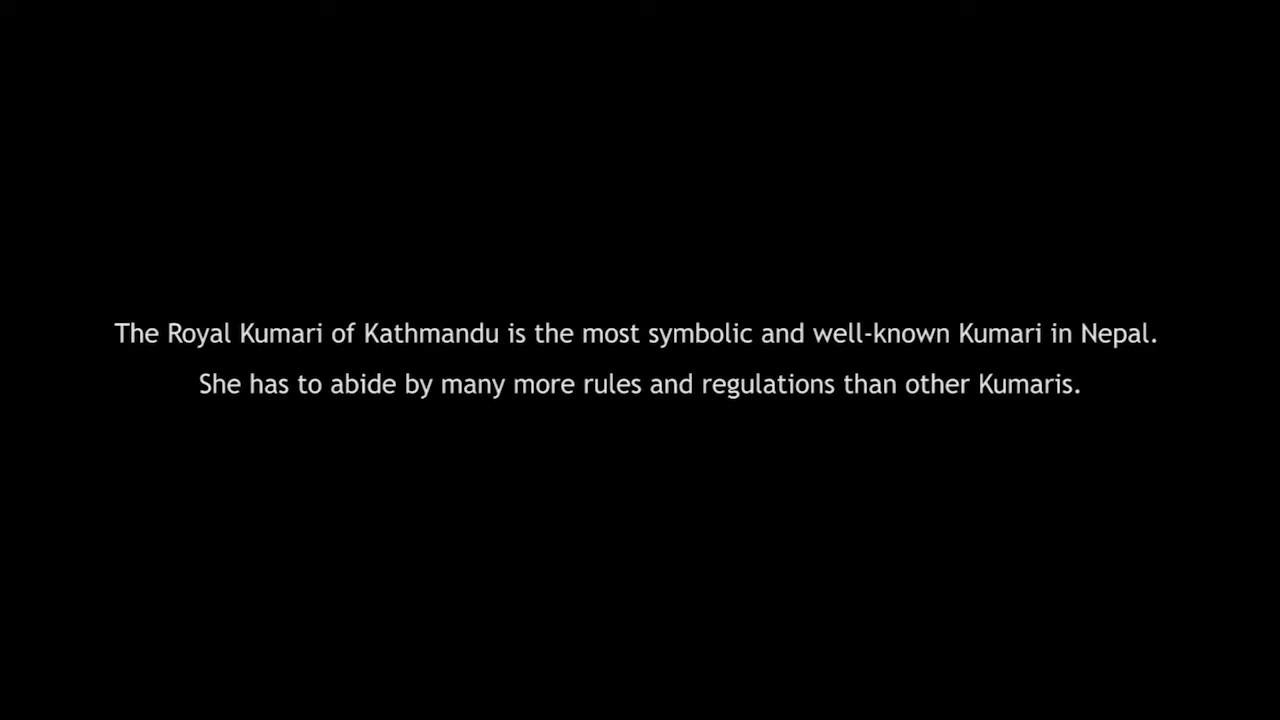 The Royal Kumari of Kathmandu is the most symbolic and well-known Kumari in Nepal.
She has to abide by many more rules and regulations than other Kumaris.